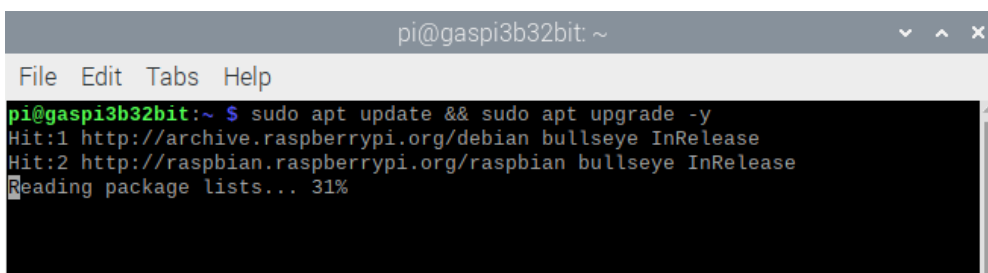 pi@gaspi3b32bit: ~
File Edit Tabs Help
pi@gaspi3b32bit:~ $ sudo apt update && sudo apt upgrade -y
Hit:1 http://archive.raspberrypi.org/debian bullseye InRelease
Hit:2 http://raspbian.raspberrypi.org/raspbian bullseye InRelease
Reading package lists... 31%